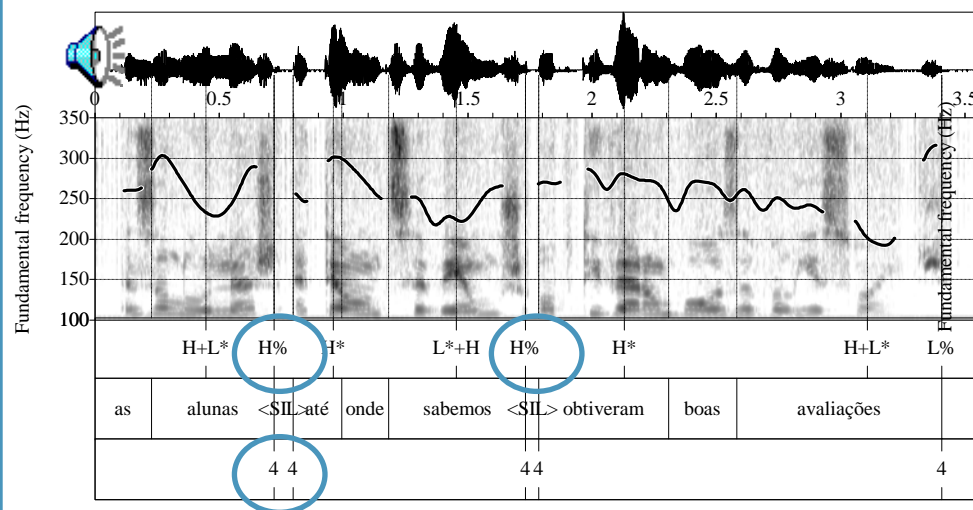 0 0.5 1 1.5 2 2.5 3 3.5
Fundamental frequency (Hz)
350
300
250
200
150
100
Fundamental frequency (Hz)
H+L* H% H* L*+H H% H* H+L* L%
as alunas <SIL> até onde sabemos <SIL> obtiveram boas avaliações
4 4 4 4 4